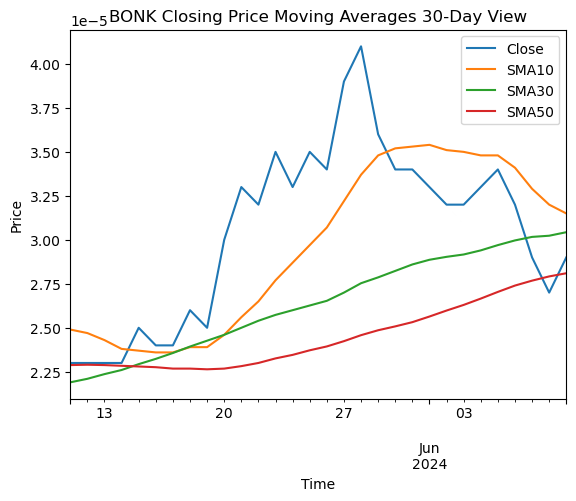 BONK Closing Price Moving Averages 30-Day View
1e−5
Close
SMA10
SMA30
SMA50
4.00
3.75
3.50
3.25
3.00
2.75
2.50
2.25
Price
13 20 27 03
Jun
2024
Time